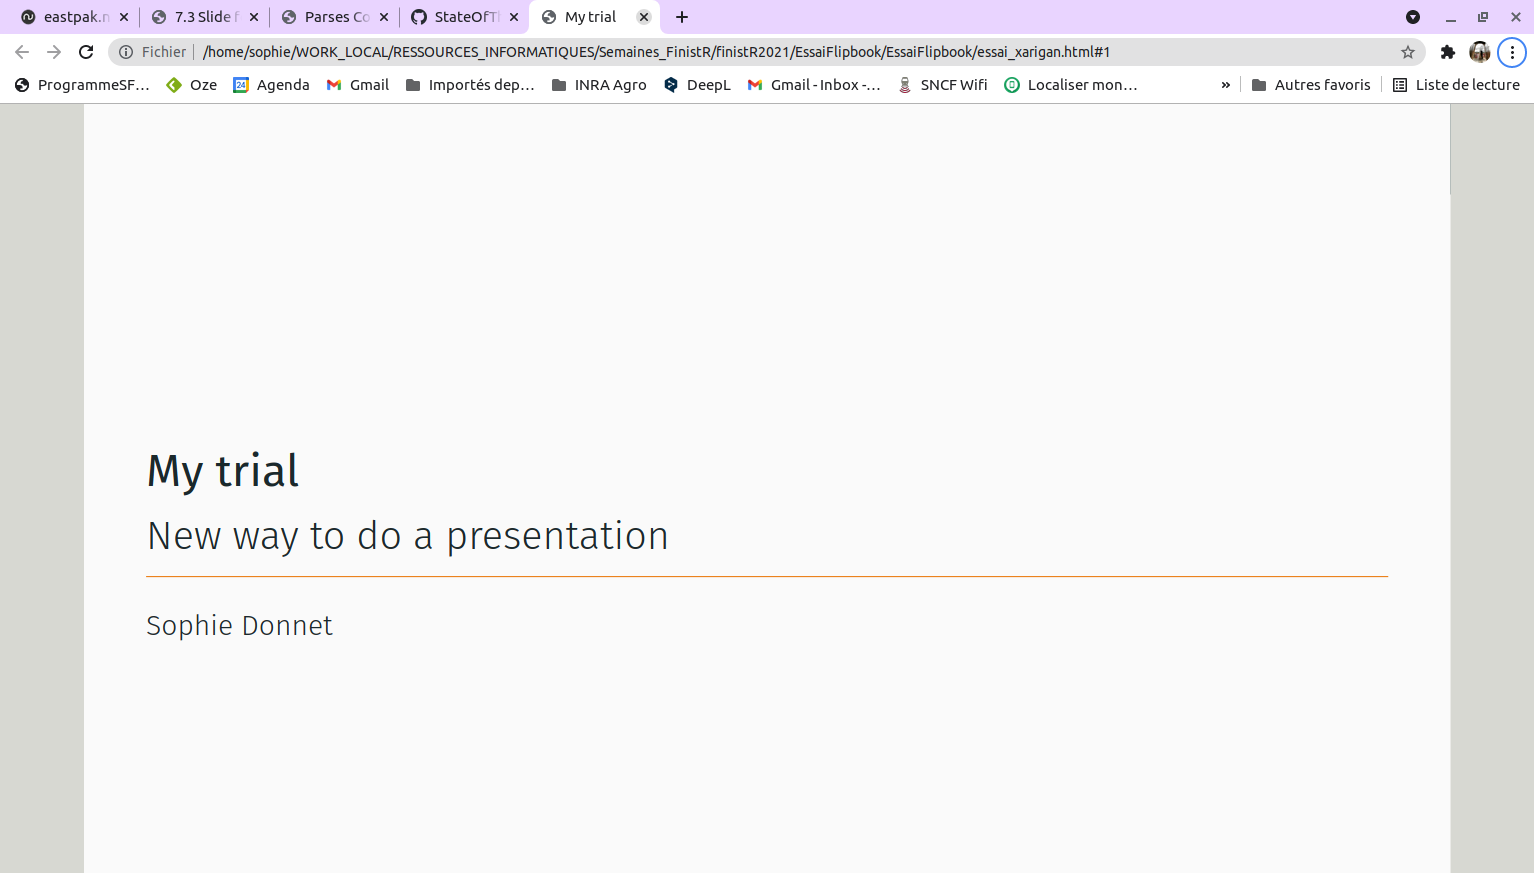 eastpak.n 7.3 Slide f Parses Co StateOfTh My trial
Fichier /home/sophie/WORK_LOCAL/RESSOURCES_INFORMATIQUES/Semaines_FinistR/finistR2021/EssaiFlipbook/EssaiFlipbook/essai_xarigan.html#1
ProgrammeSF… Oze 24 Agenda Gmail Importés dep… INRA Agro DeepL Gmail - Inbox -… SNCF Wifi Localiser mon… » Autres favoris Liste de lecture
My trial
New way to do a presentation
Sophie Donnet